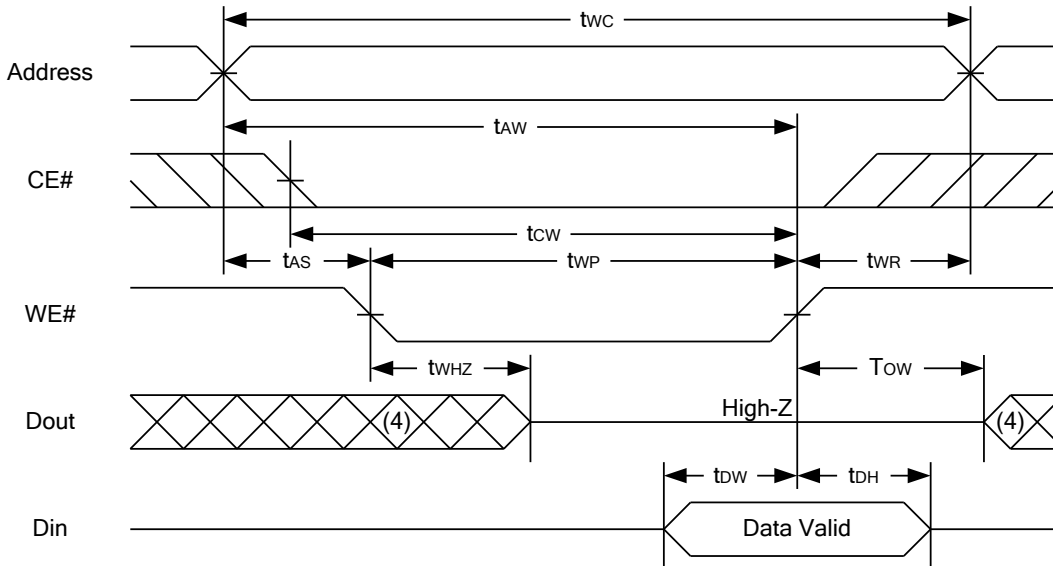 tWC
Address
tAW
CE#
tCW
tAS
tWP
tWR
WE#
tWHZ
TOW
Dout
(4)
High-Z
(4)
tDW
tDH
Din
Data Valid